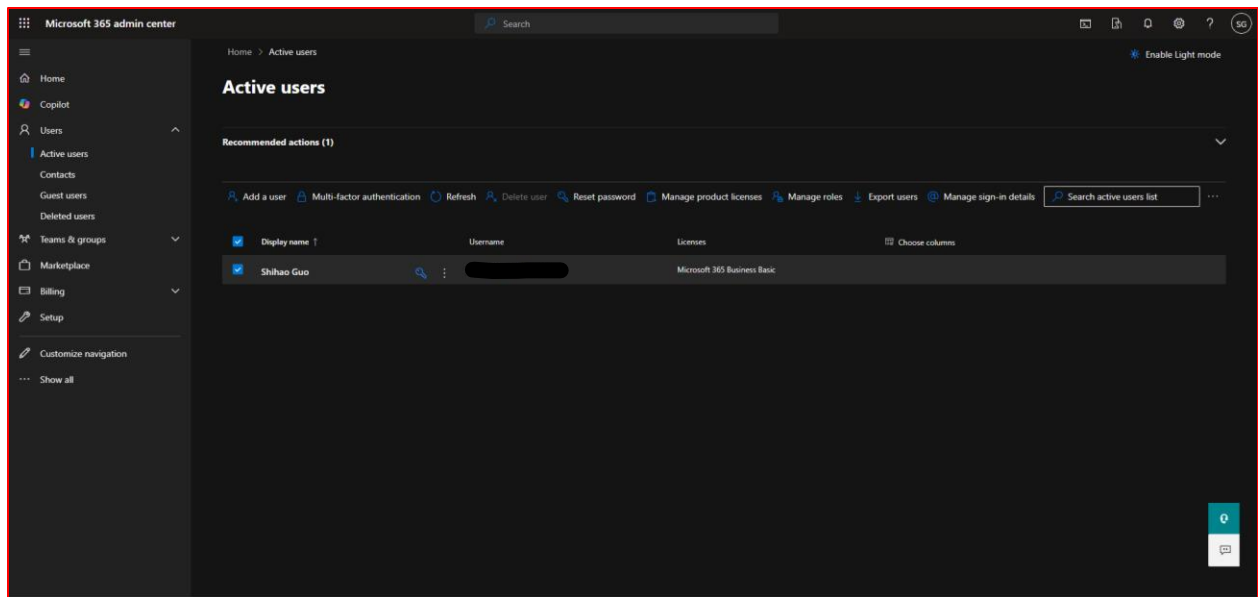 Microsoft 365 admin center
Search
SG
Home > Active users
Enable Light mode
Home
Copilot
Users
Active users
Contacts
Guest users
Deleted users
Teams & groups
Marketplace
Billing
Setup
Customize navigation
Show all
Active users
Recommended actions (1)
Add a user Multi-factor authentication Refresh Delete user Reset password Manage product licenses Manage roles Export users Manage sign-in details Search active users list
Display name ↑ Username Licenses Choose columns
Shihao Guo Microsoft 365 Business Basic